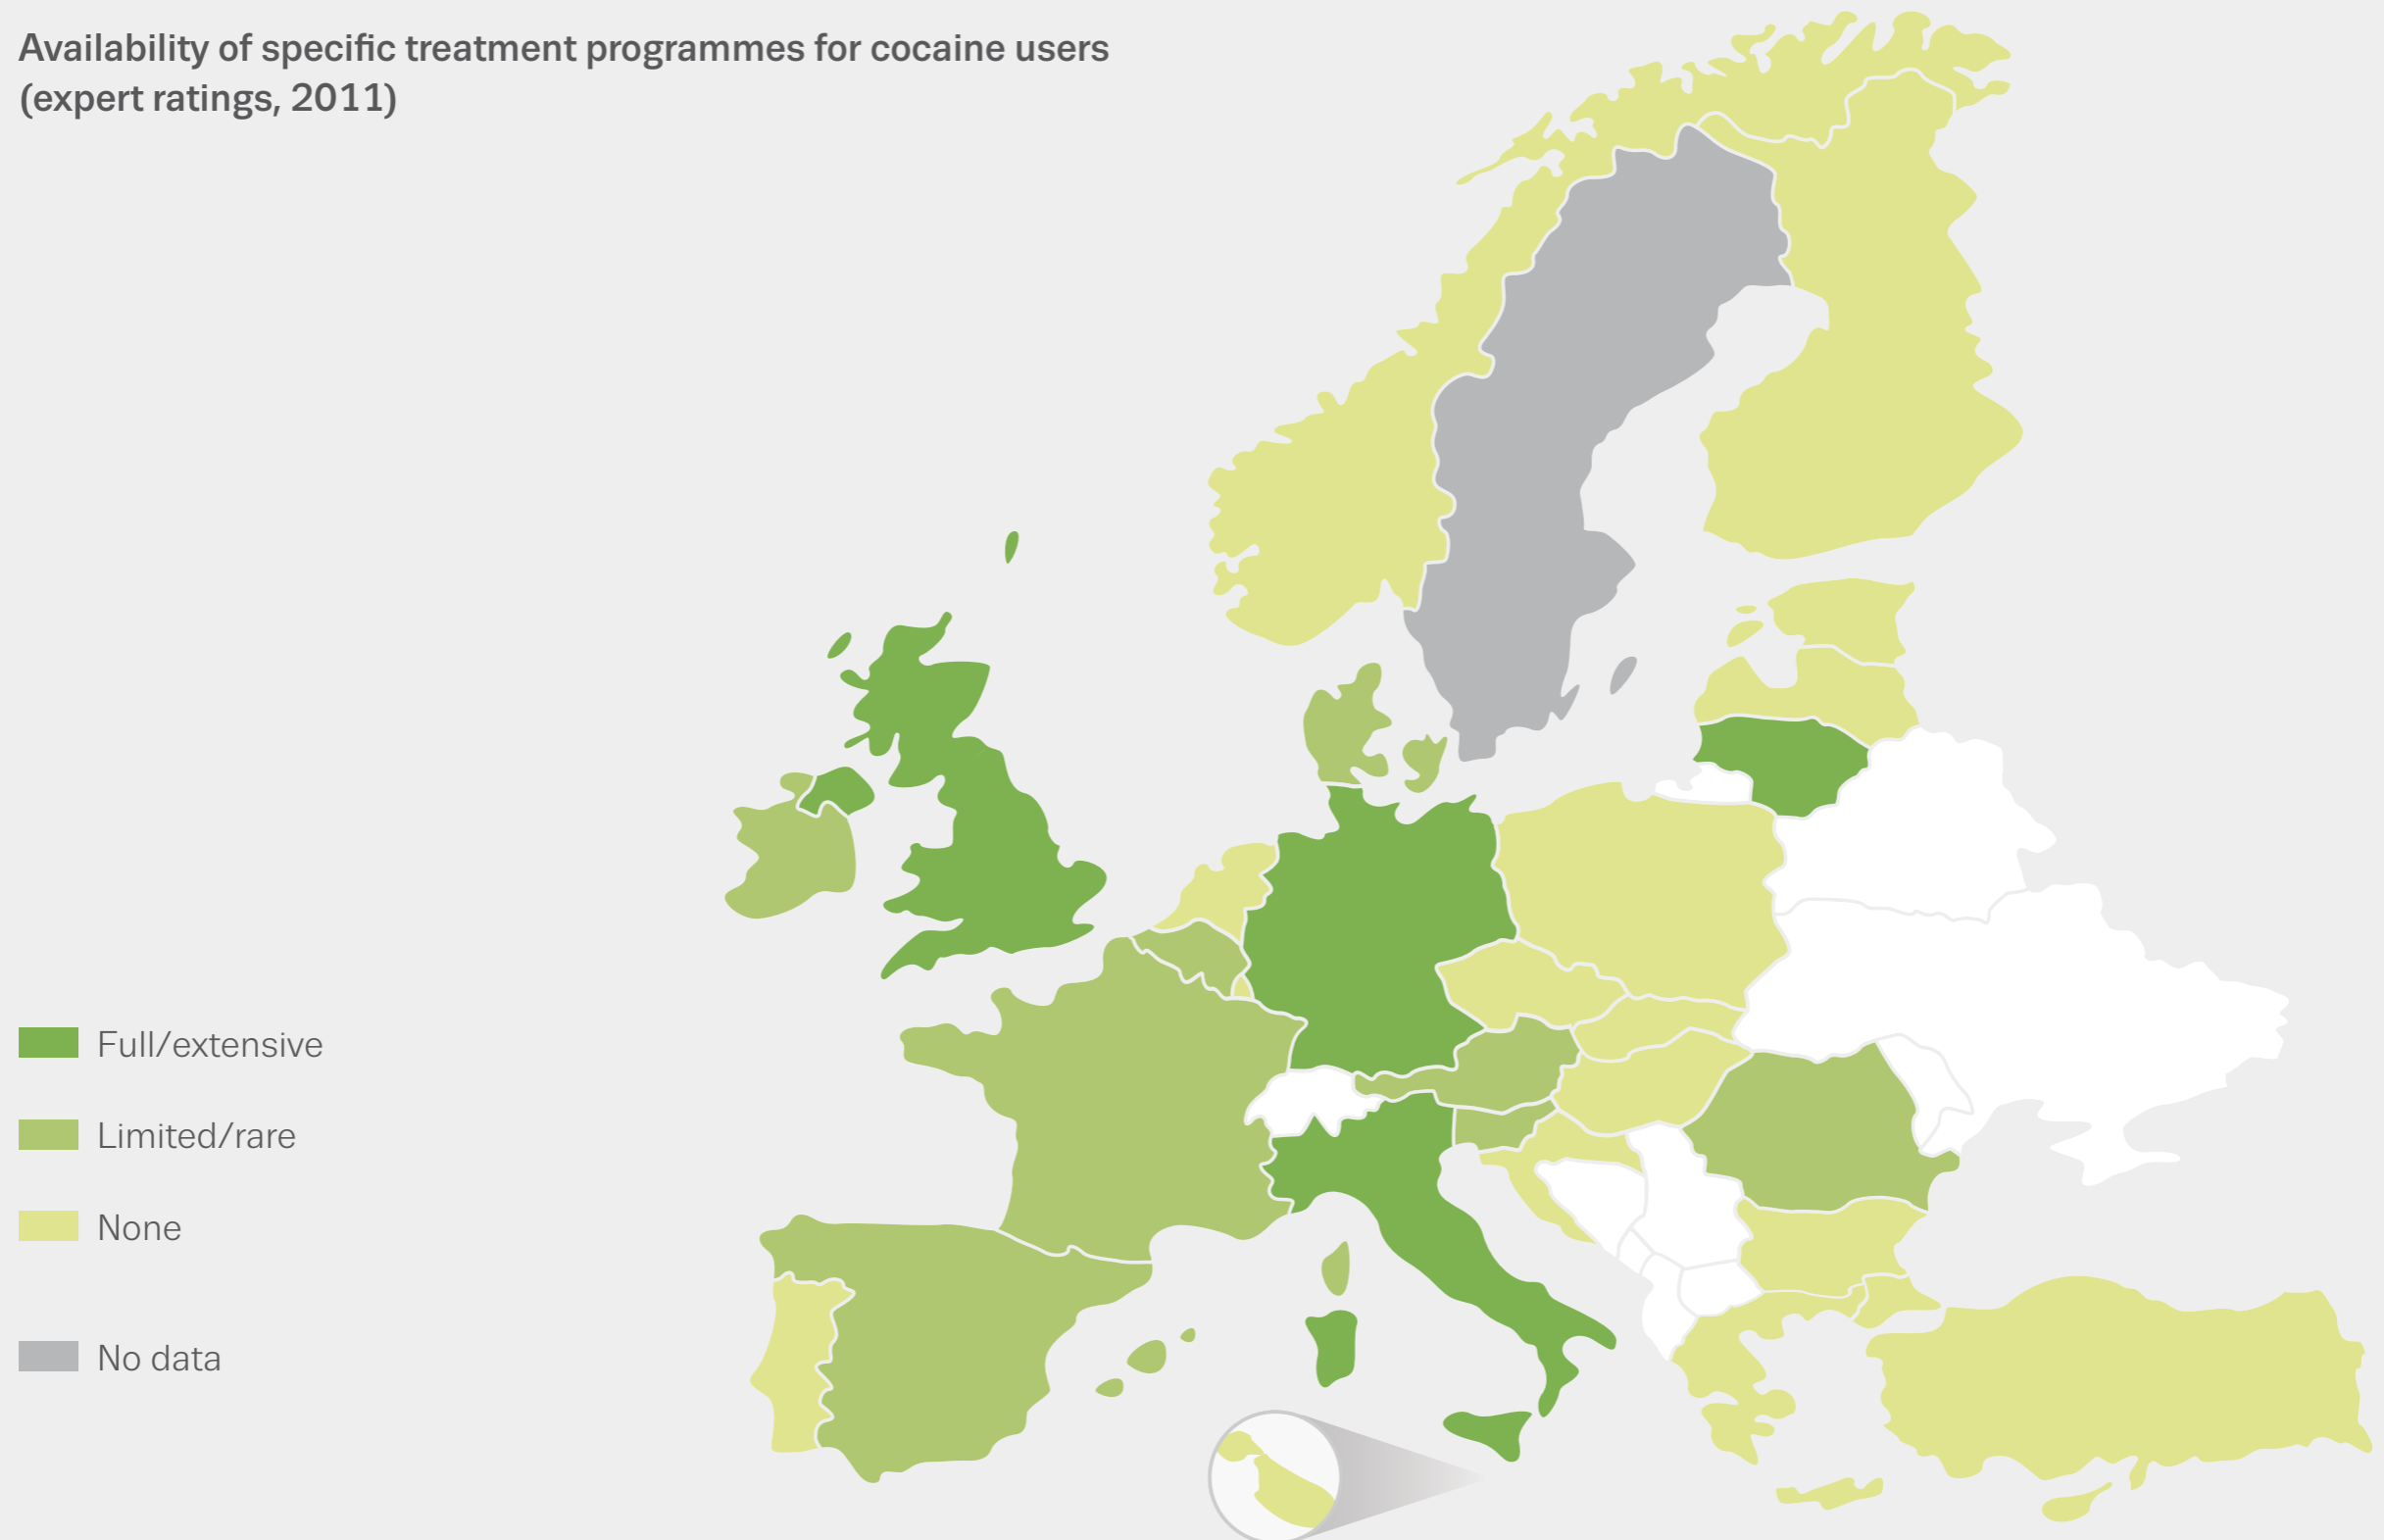 Availability of specific treatment programmes for cocaine users
(expert ratings, 2011)
Full/extensive
Limited/rare
None
No data